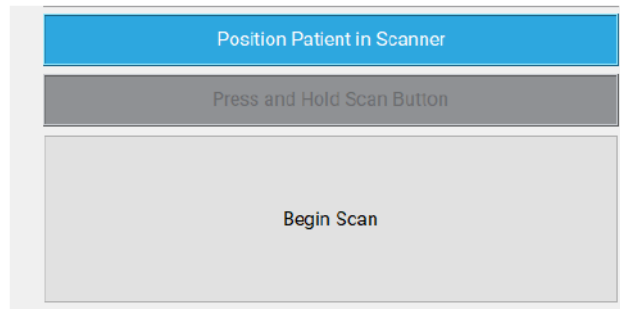 Position Patient in Scanner
Press and Hold Scan Button
Begin Scan